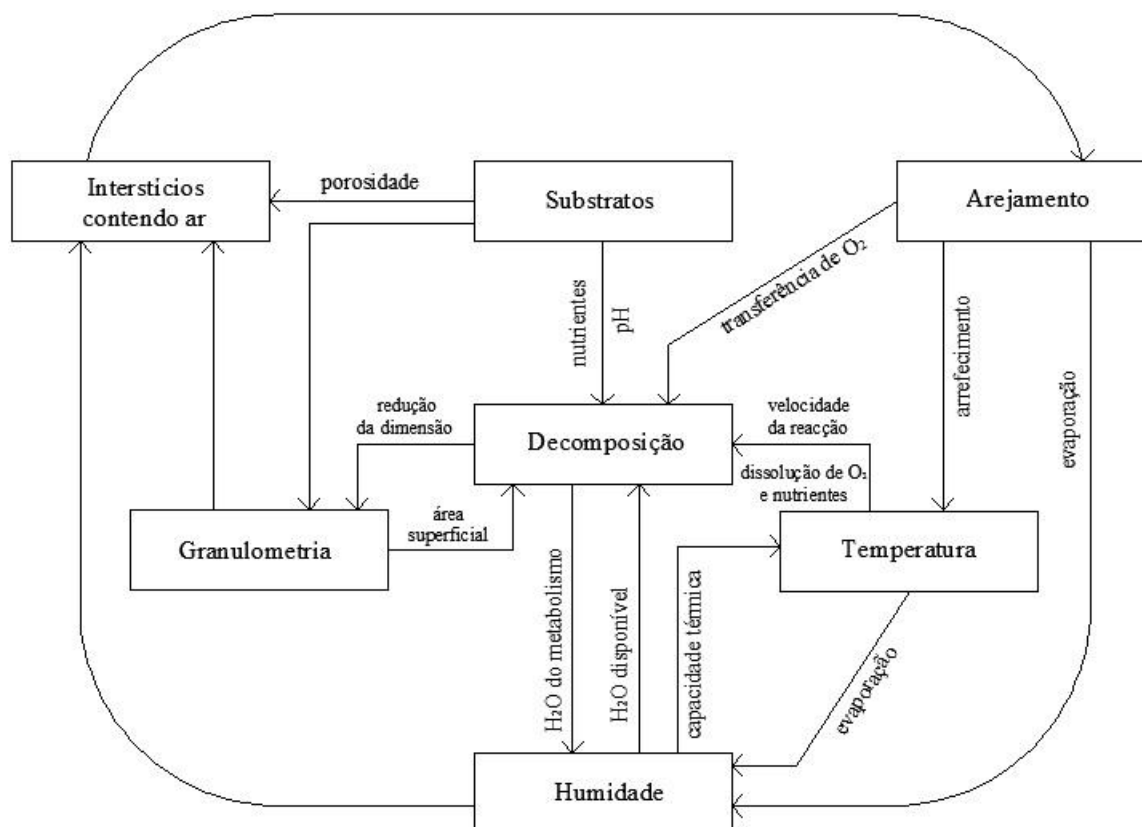 Interstícios
contendo ar
porosidade
Substratos
Arejamento
transferência de O₂
nutrientes
pH
arrefecimento
evaporação
redução
da dimensão
Decomposição
velocidade
da reacção
dissolução de O₂
e nutrientes
Granulometria
área
superficial
Temperatura
H₂O do metabolismo
H₂O disponível
capacidade térmica
evaporação
Humidade